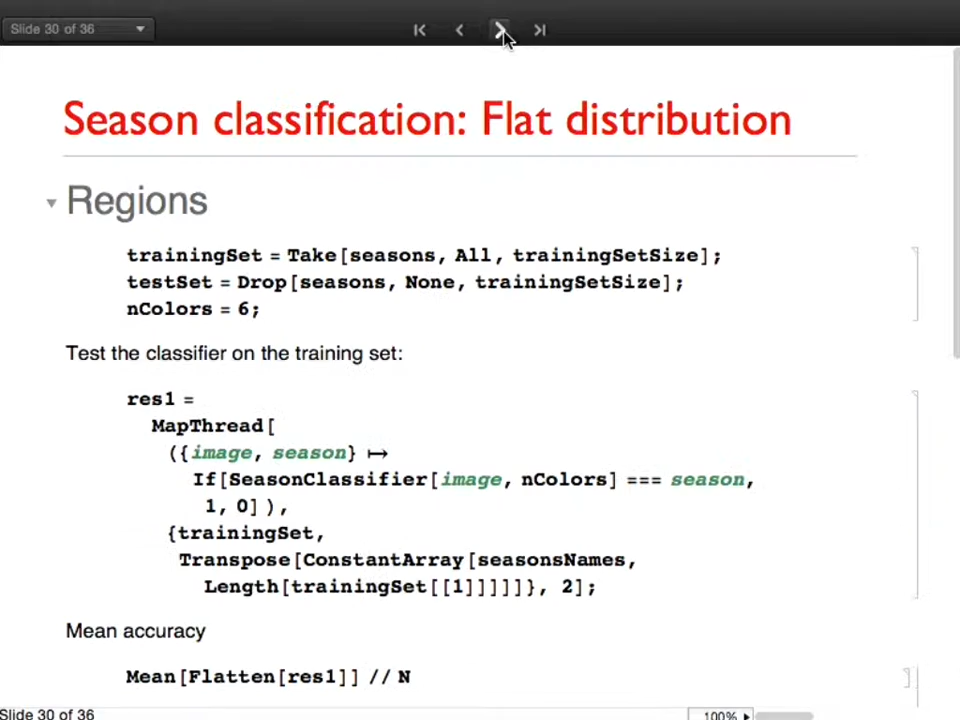 Slide 30 of 36
Season classification: Flat distribution
Regions
trainingSet = Take[seasons, All, trainingSetSize];
testSet = Drop[seasons, None, trainingSetSize];
nColors = 6;
Test the classifier on the training set:
res1 =
MapThread[
({image, season} ↦
If[SeasonClassifier[image, nColors] === season,
1, 0] ),
{trainingSet,
Transpose[ConstantArray[seasonsNames,
Length[trainingSet[[1]]]]]}, 2];
Mean accuracy
Mean[Flatten[res1]] // N
Slide 30 of 36
100%